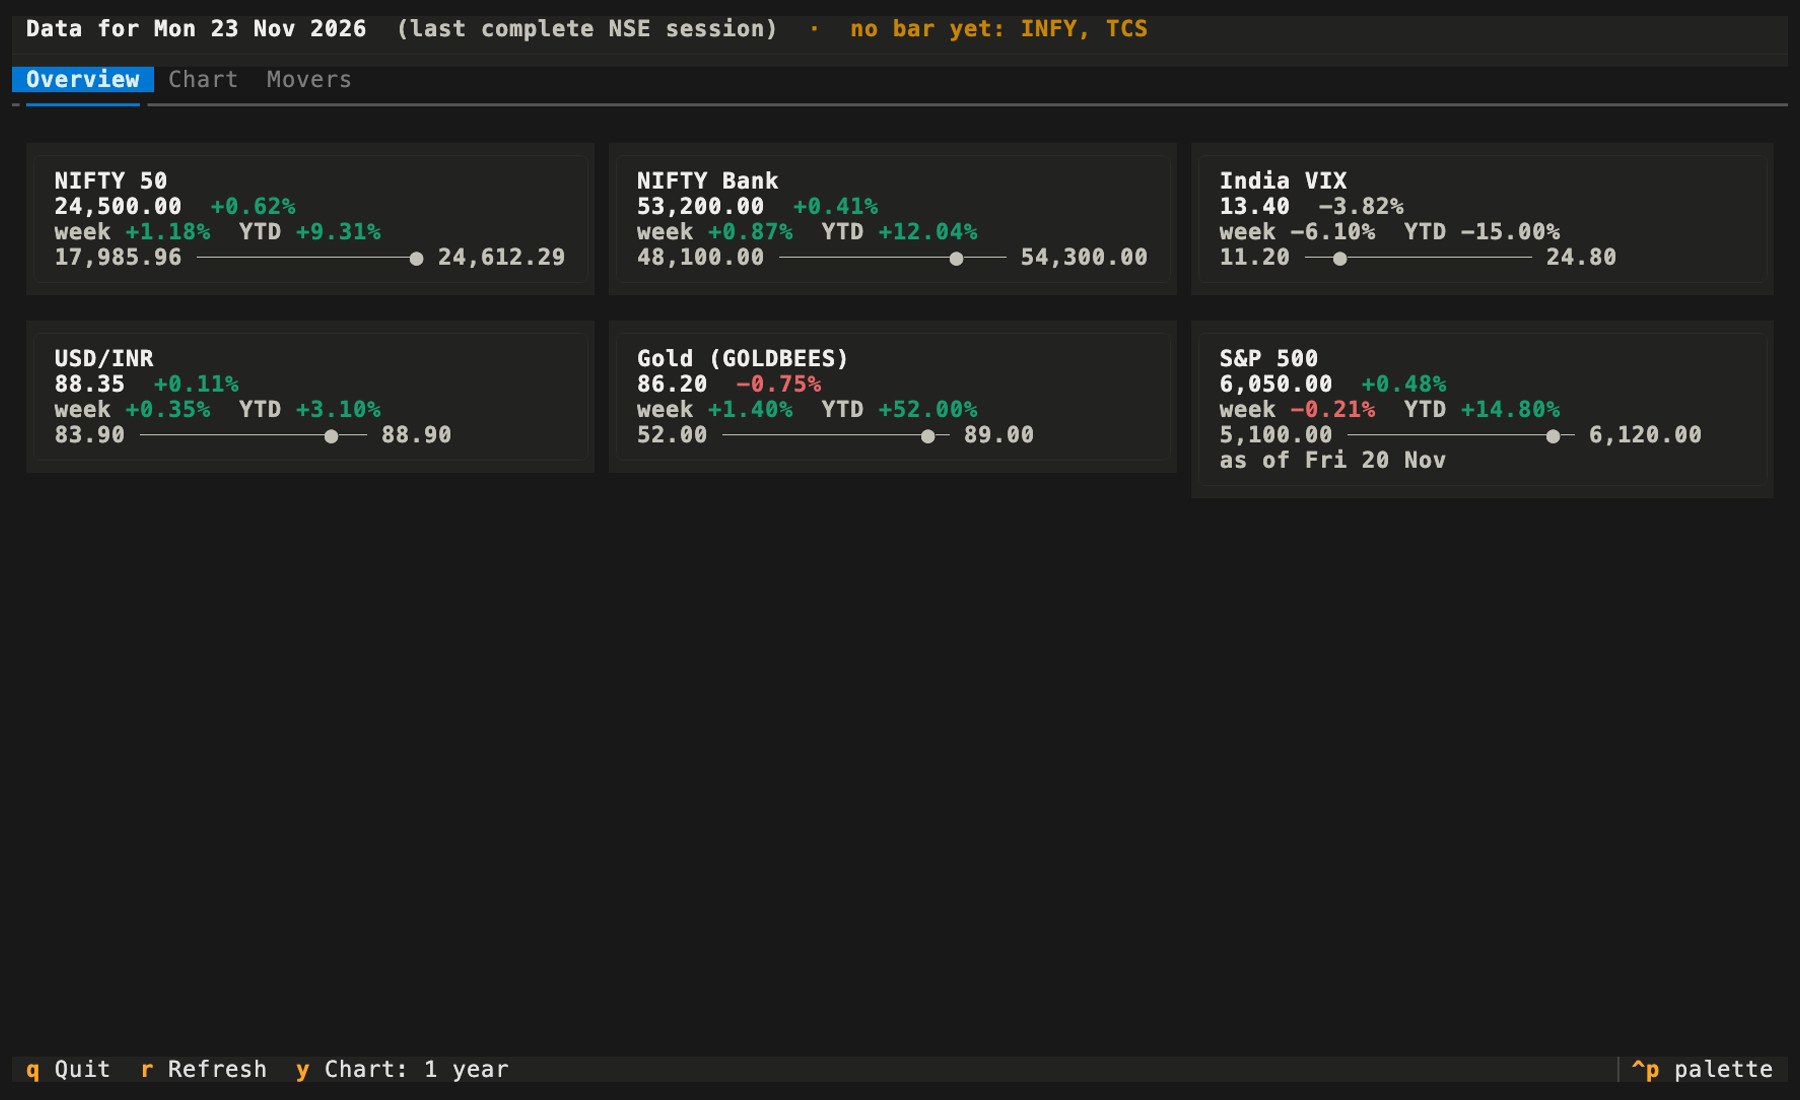 Data for Mon 23 Nov 2026 (last complete NSE session) · no bar yet: INFY, TCS
Overview Chart Movers
NIFTY 50
24,500.00 +0.62%
week +1.18% YTD +9.31%
17,985.96 24,612.29
NIFTY Bank
53,200.00 +0.41%
week +0.87% YTD +12.04%
48,100.00 54,300.00
India VIX
13.40 −3.82%
week −6.10% YTD −15.00%
11.20 24.80
USD/INR
88.35 +0.11%
week +0.35% YTD +3.10%
83.90 88.90
Gold (GOLDBEES)
86.20 −0.75%
week +1.40% YTD +52.00%
52.00 89.00
S&P 500
6,050.00 +0.48%
week −0.21% YTD +14.80%
5,100.00 6,120.00
as of Fri 20 Nov
q Quit r Refresh y Chart: 1 year ^p palette